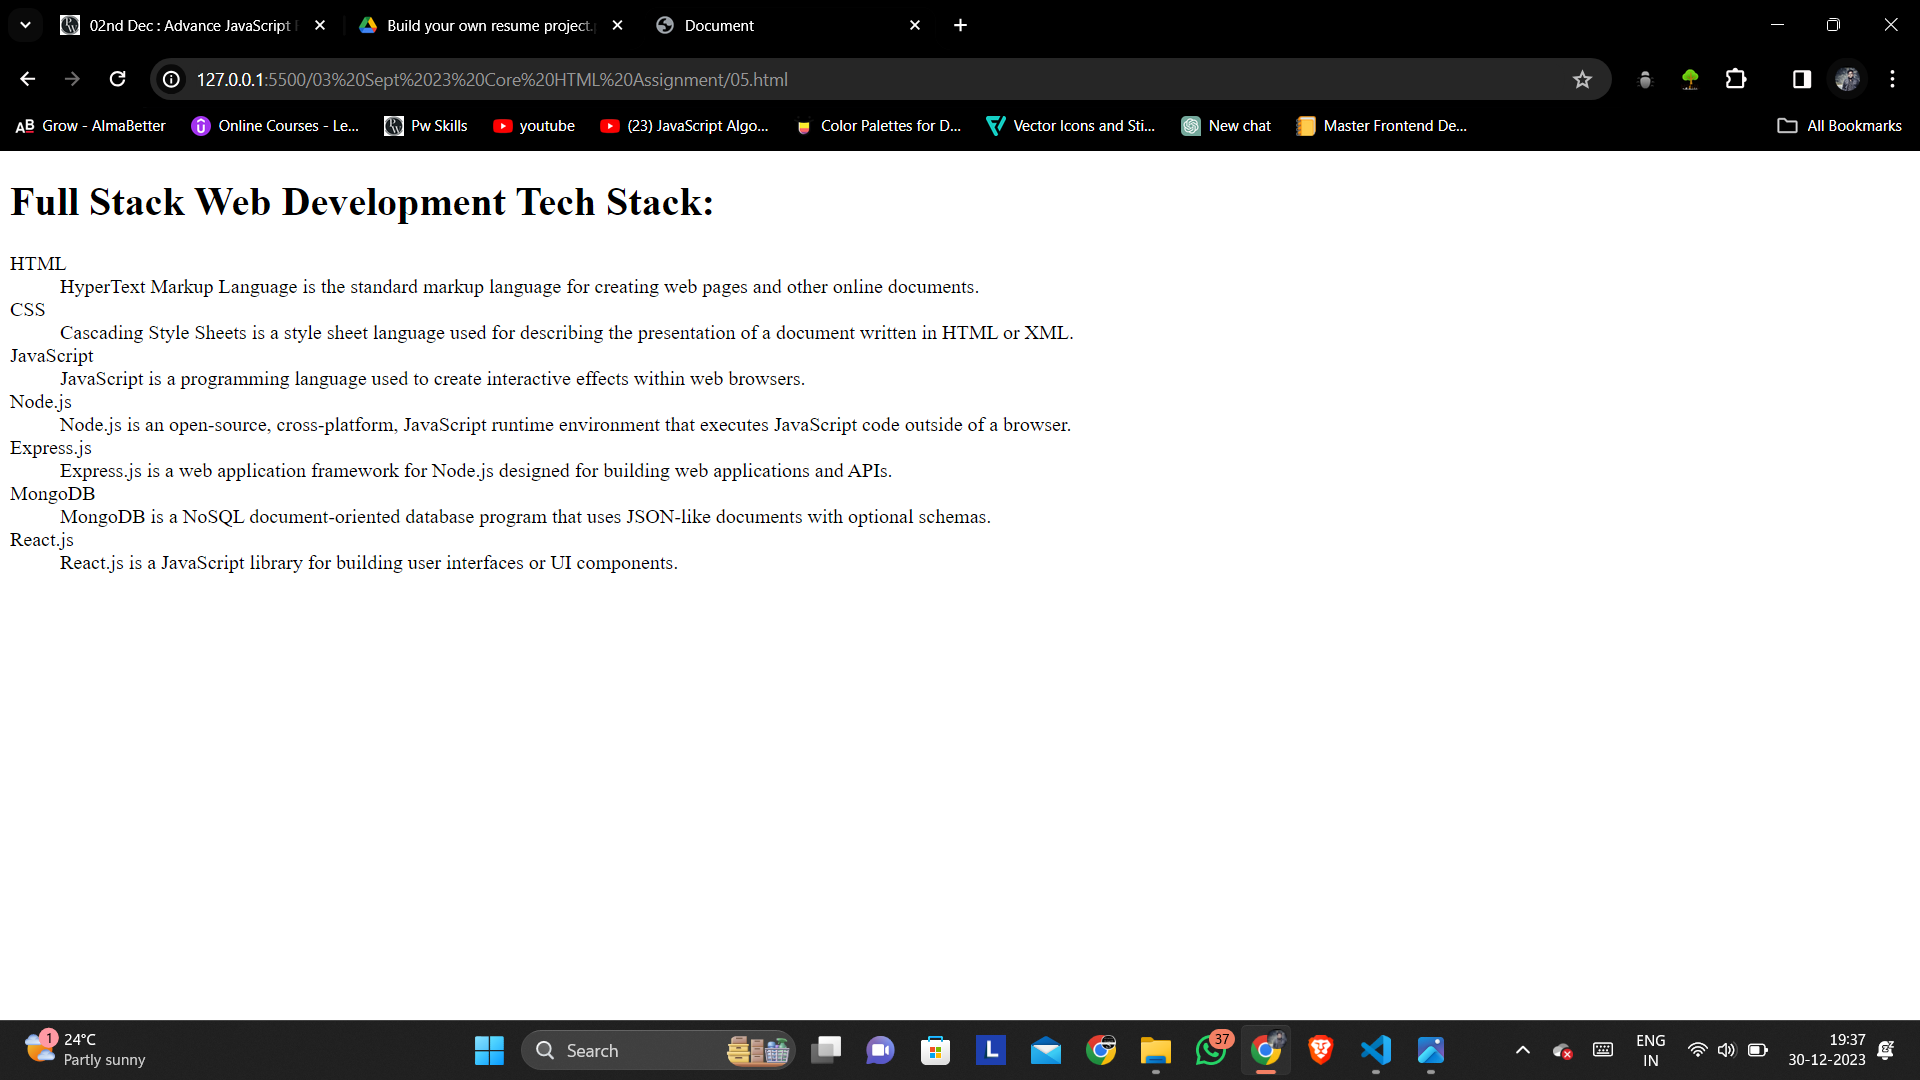 02nd Dec : Advance JavaScript
Build your own resume project.
Document
127.0.0.1:5500/03%20Sept%2023%20Core%20HTML%20Assignment/05.html
Grow - AlmaBetter
Online Courses - Le...
Pw Skills
youtube
(23) JavaScript Algo...
Color Palettes for D...
Vector Icons and Sti...
New chat
Master Frontend De...
All Bookmarks
Full Stack Web Development Tech Stack:
HTML
HyperText Markup Language is the standard markup language for creating web pages and other online documents.
CSS
Cascading Style Sheets is a style sheet language used for describing the presentation of a document written in HTML or XML.
JavaScript
JavaScript is a programming language used to create interactive effects within web browsers.
Node.js
Node.js is an open-source, cross-platform, JavaScript runtime environment that executes JavaScript code outside of a browser.
Express.js
Express.js is a web application framework for Node.js designed for building web applications and APIs.
MongoDB
MongoDB is a NoSQL document-oriented database program that uses JSON-like documents with optional schemas.
React.js
React.js is a JavaScript library for building user interfaces or UI components.
1
24°C
Partly sunny
Search
L
37
ENG
IN
19:37
30-12-2023